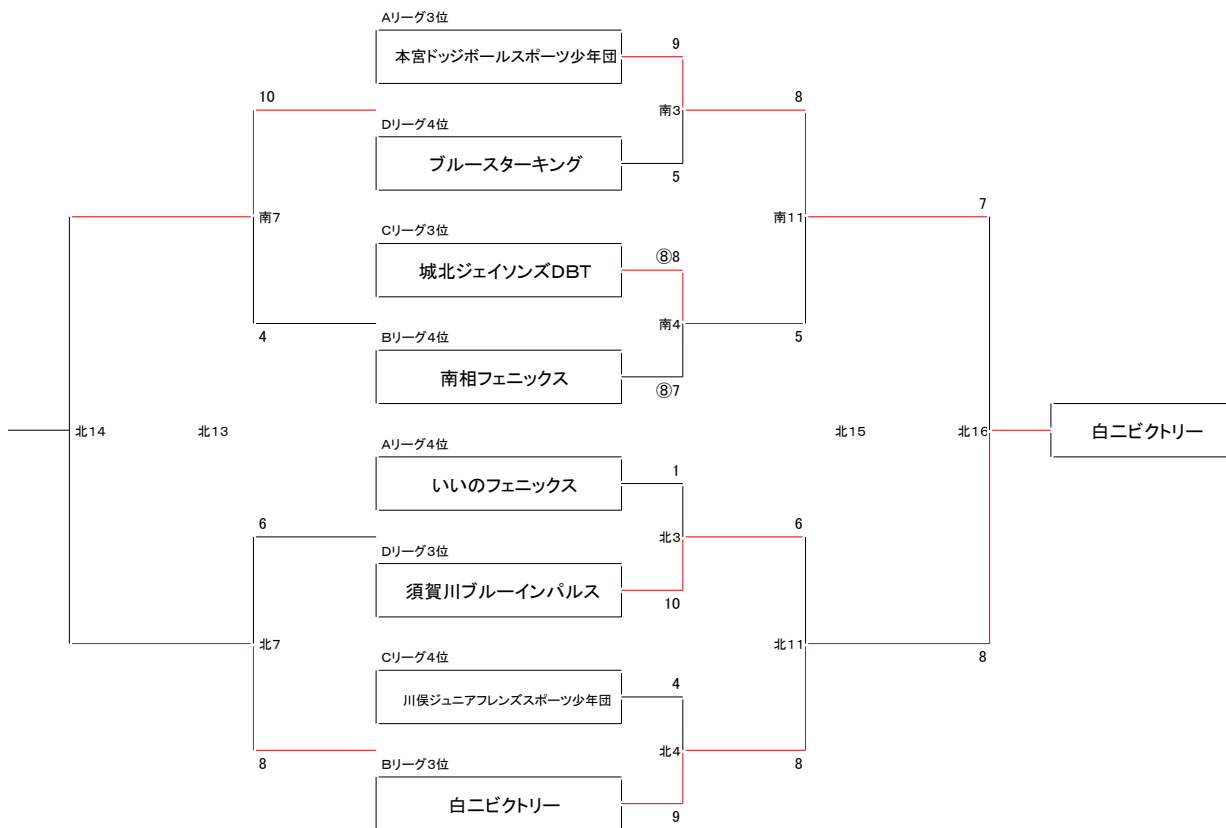 Aリーグ3位
本宮ドッジボールスポーツ少年団
9
10
8
南3
Dリーグ4位
ブルースターキング
5
7
南7
南11
Cリーグ3位
城北ジェイソンズDBT
⑧8
南4
4
5
Bリーグ4位
南相フェニックス
⑧7
北14
北13
北15
北16
白二ビクトリー
Aリーグ4位
いいのフェニックス
1
6
6
北3
Dリーグ3位
須賀川ブルーインパルス
10
北7
北11
8
Cリーグ4位
川俣ジュニアフレンズスポーツ少年団
4
北4
8
8
Bリーグ3位
白二ビクトリー
9